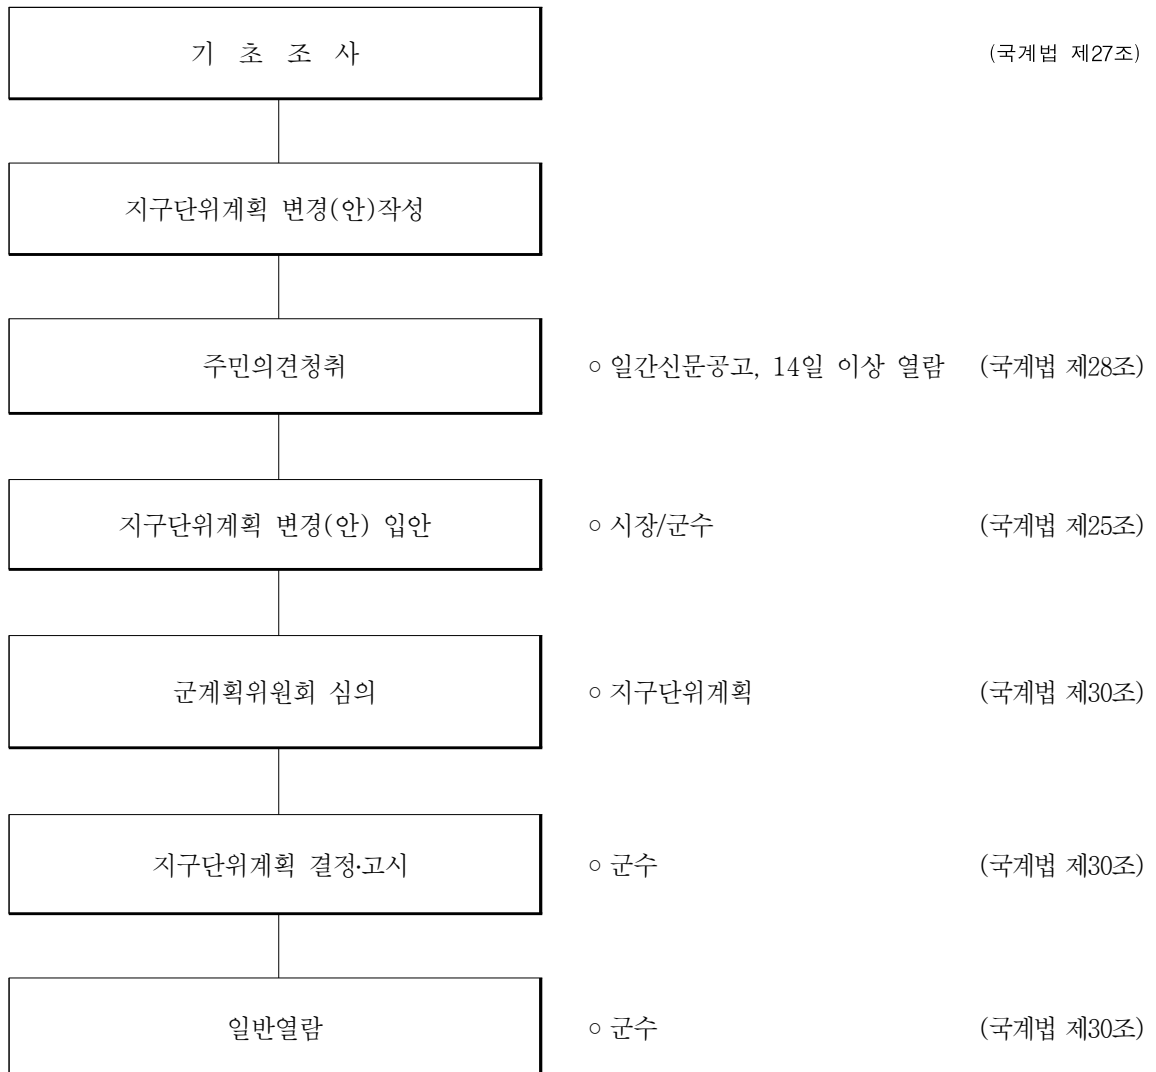 기 초 조 사 (국계법 제27조)
지구단위계획 변경(안)작성
주민의견청취 ○ 일간신문공고, 14일 이상 열람 (국계법 제28조)
지구단위계획 변경(안) 입안 ○ 시장/군수 (국계법 제25조)
군계획위원회 심의 ○ 지구단위계획 (국계법 제30조)
지구단위계획 결정·고시 ○ 군수 (국계법 제30조)
일반열람 ○ 군수 (국계법 제30조)